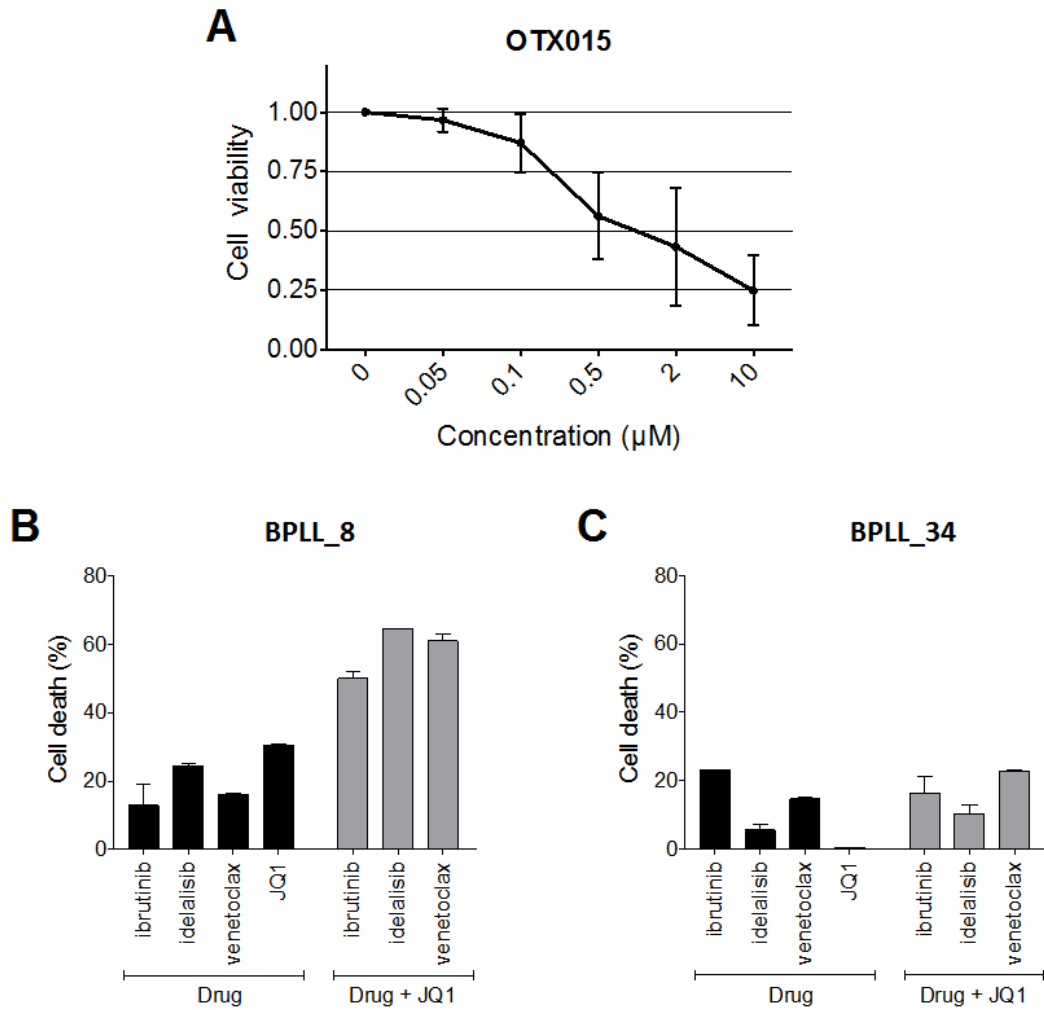 A
OTX015
Cell viability
1.00
0.75
0.50
0.25
0.00
0
0.05
0.1
0.5
2
10
Concentration (µM)
B
BPLL_8
Cell death (%)
80
60
40
20
0
ibrutinib
idelalisib
venetoclax
JQ1
ibrutinib
idelalisib
venetoclax
Drug
Drug + JQ1
C
BPLL_34
Cell death (%)
80
60
40
20
0
ibrutinib
idelalisib
venetoclax
JQ1
ibrutinib
idelalisib
venetoclax
Drug
Drug + JQ1